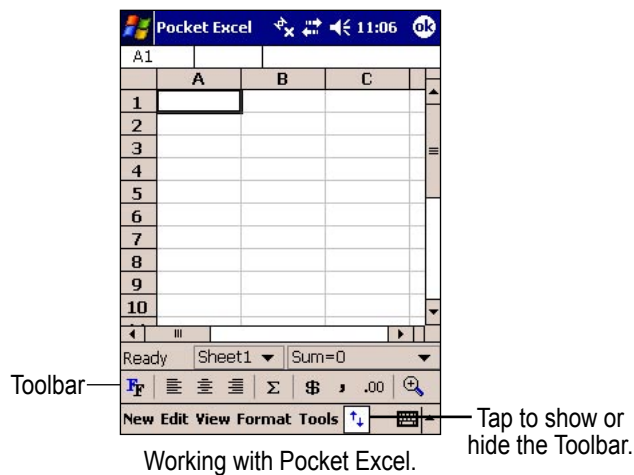 Pocket Excel 11:06 ok
A1
A B C
1
2
3
4
5
6
7
8
9
10
Ready Sheet1 Sum=0
Toolbar
FF Σ $ , .00
New Edit View Format Tools
Tap to show or
hide the Toolbar.
Working with Pocket Excel.